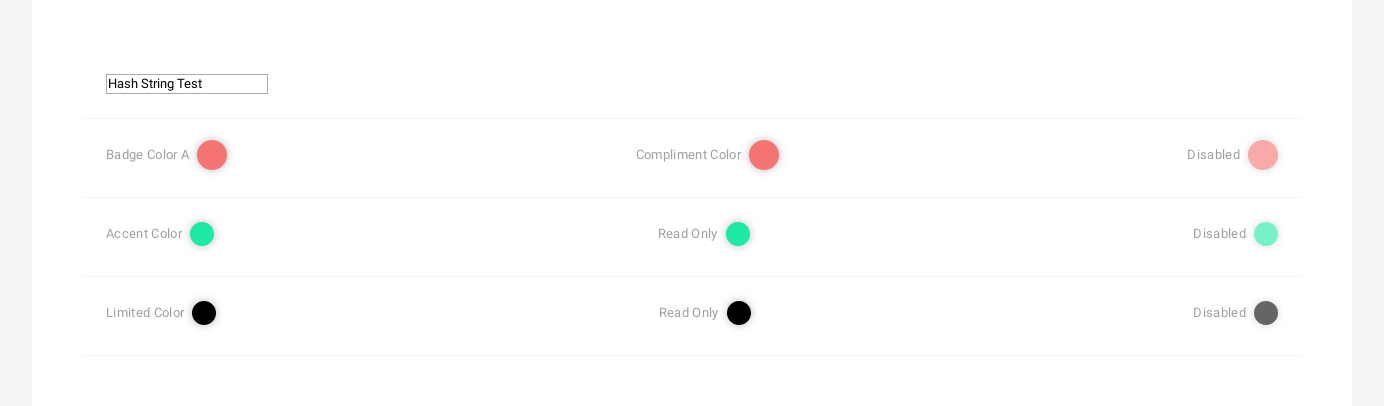 Hash String Test
Badge Color A Compliment Color Disabled
Accent Color Read Only Disabled
Limited Color Read Only Disabled